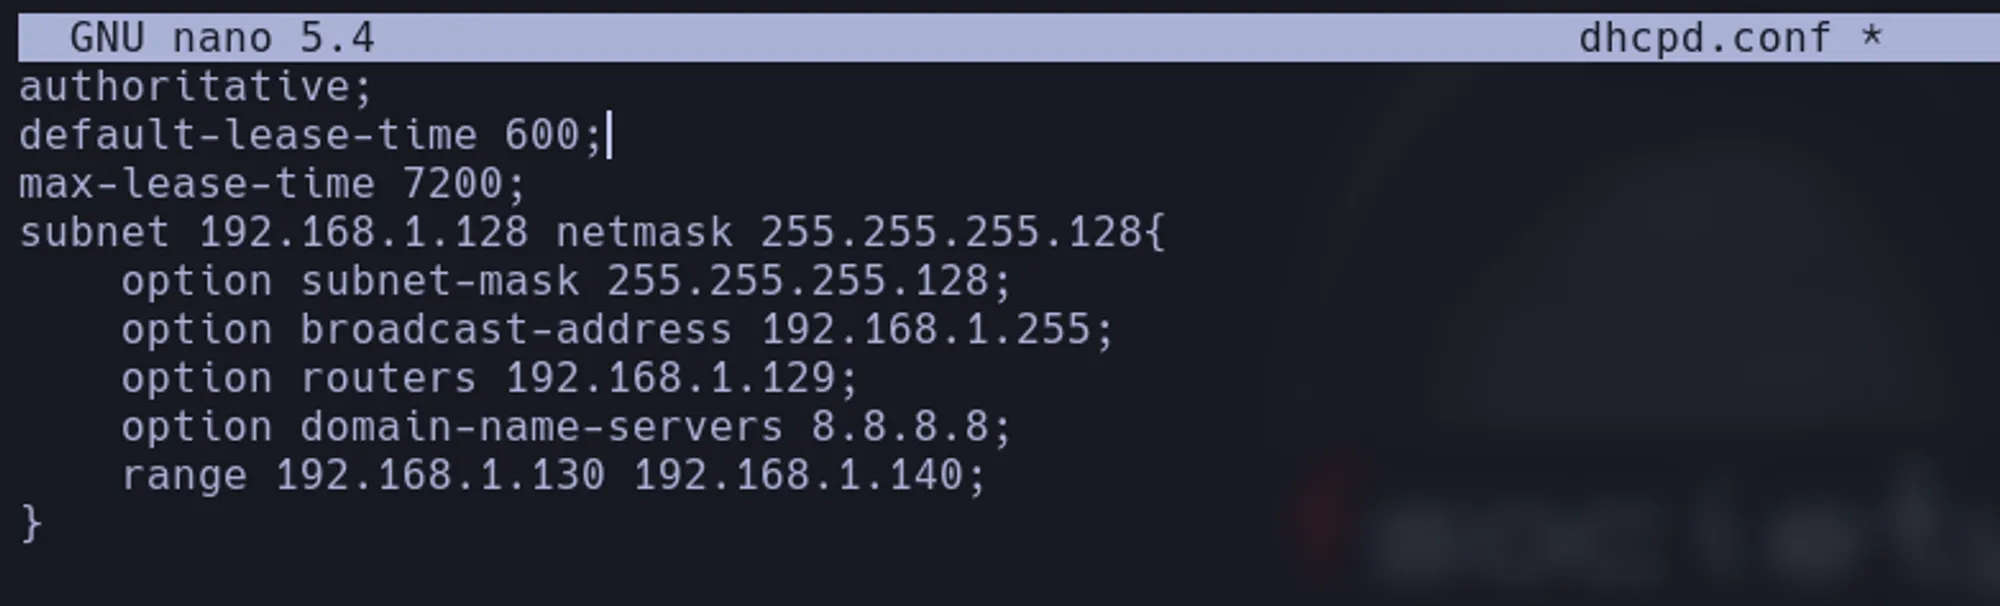 GNU nano 5.4 dhcpd.conf *
authoritative;
default-lease-time 600;
max-lease-time 7200;
subnet 192.168.1.128 netmask 255.255.255.128{
    option subnet-mask 255.255.255.128;
    option broadcast-address 192.168.1.255;
    option routers 192.168.1.129;
    option domain-name-servers 8.8.8.8;
    range 192.168.1.130 192.168.1.140;
}